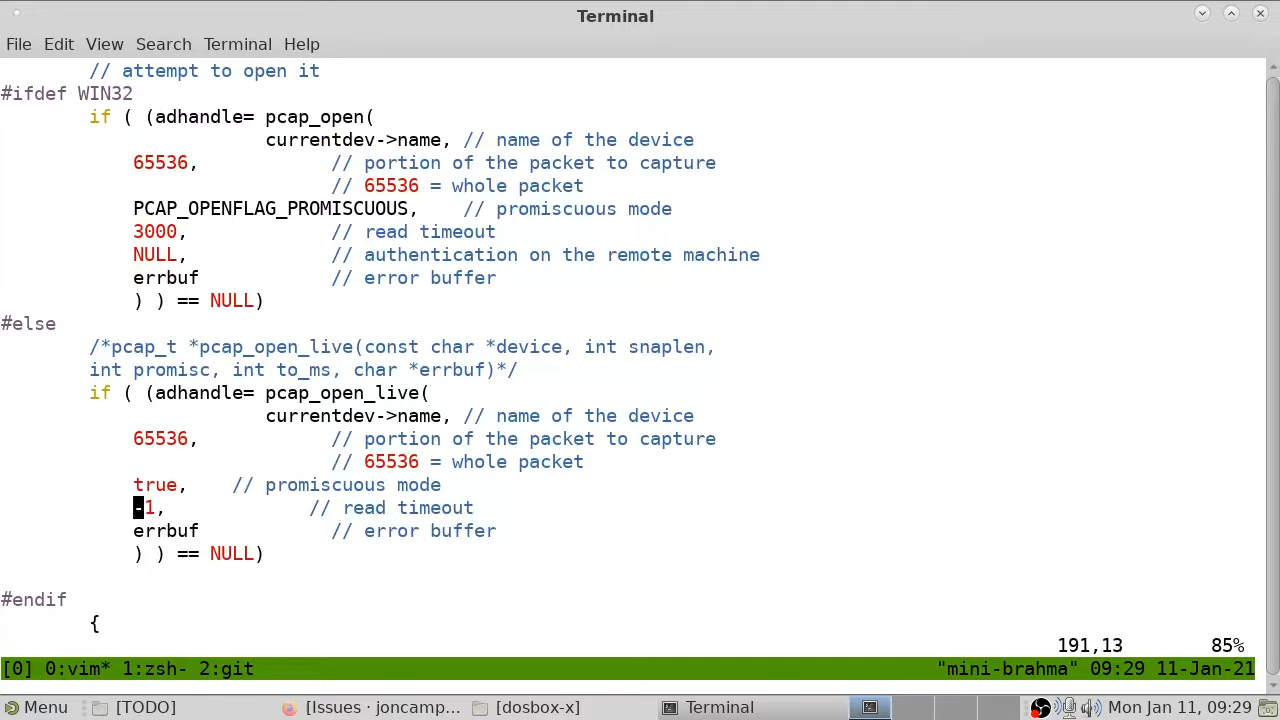 Terminal
File Edit View Search Terminal Help
// attempt to open it
#ifdef WIN32
if ( (adhandle= pcap_open(
currentdev->name, // name of the device
65536, // portion of the packet to capture
// 65536 = whole packet
PCAP_OPENFLAG_PROMISCUOUS, // promiscuous mode
3000, // read timeout
NULL, // authentication on the remote machine
errbuf // error buffer
) ) == NULL)
#else
/*pcap_t *pcap_open_live(const char *device, int snaplen,
int promisc, int to_ms, char *errbuf)*/
if ( (adhandle= pcap_open_live(
currentdev->name, // name of the device
65536, // portion of the packet to capture
// 65536 = whole packet
true, // promiscuous mode
-1, // read timeout
errbuf // error buffer
) ) == NULL)
#endif
{
191,13 85%
[0] 0:vim* 1:zsh- 2:git "mini-brahma" 09:29 11-Jan-21
Menu [TODO] [Issues · joncamp... [dosbox-x] Terminal Mon Jan 11, 09:29